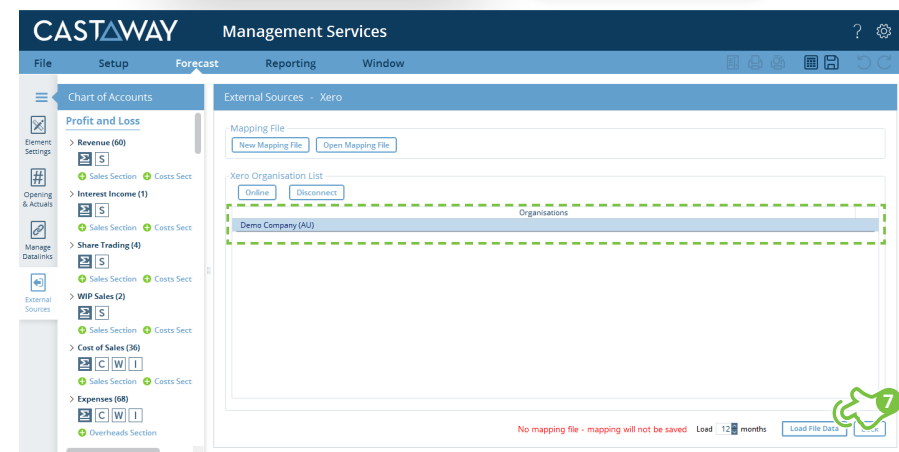 CASTAWAY Management Services ?
File Setup Forecast Reporting Window
Chart of Accounts
External Sources - Xero
Element Settings
Opening & Actuals
Manage Datalinks
External Sources
Profit and Loss
> Revenue (60)
Σ S
Sales Section Costs Sect
> Interest Income (1)
Σ S
Sales Section Costs Sect
> Share Trading (4)
Σ S
Sales Section Costs Sect
> WIP Sales (2)
Σ S
Sales Section Costs Sect
> Cost of Sales (36)
Σ C W I
Sales Section Costs Sect
> Expenses (68)
Σ C W I
Overheads Section
Mapping File
New Mapping File Open Mapping File
Xero Organisation List
Online Disconnect
Organisations
Demo Company (AU)
7
No mapping file - mapping will not be saved Load 12 months Load File Data